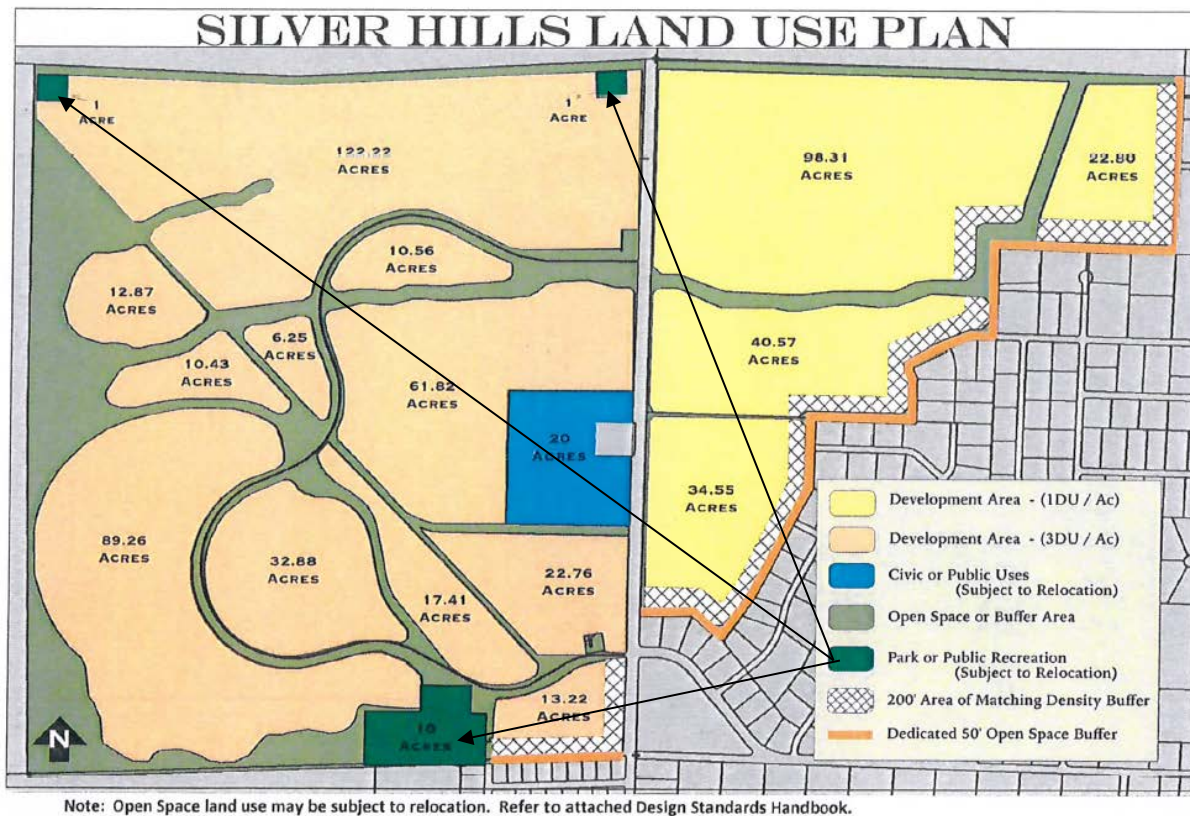 SILVER HILLS LAND USE PLAN
1
ACRE
1
ACRE
122.22
ACRES
98.31
ACRES
22.80
ACRES
10.56
ACRES
12.87
ACRES
6.25
ACRES
10.43
ACRES
40.57
ACRES
61.82
ACRES
20
ACRES
34.55
ACRES
89.26
ACRES
32.88
ACRES
22.76
ACRES
17.41
ACRES
13.22
ACRES
10
ACRES
N
Development Area - (1DU / Ac)
Development Area - (3DU / Ac)
Civic or Public Uses
(Subject to Relocation)
Open Space or Buffer Area
Park or Public Recreation
(Subject to Relocation)
200' Area of Matching Density Buffer
Dedicated 50' Open Space Buffer
Note: Open Space land use may be subject to relocation. Refer to attached Design Standards Handbook.